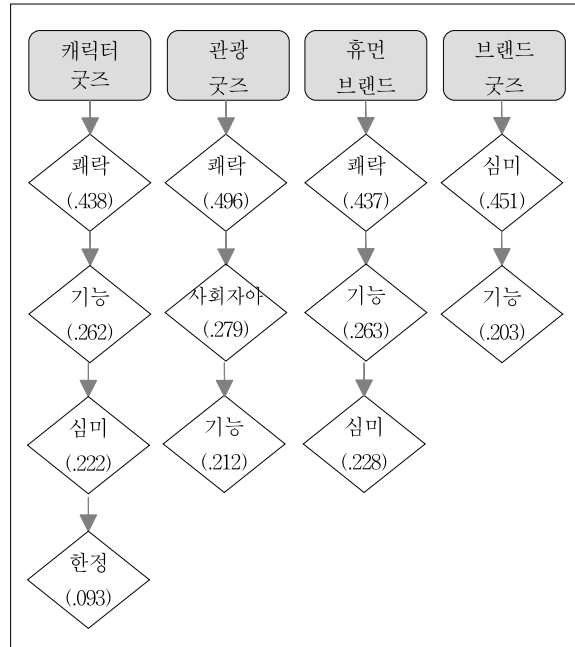 캐릭터
굿즈
관광
굿즈
휴먼
브랜드
브랜드
굿즈
쾌락
(.438)
쾌락
(.496)
쾌락
(.437)
심미
(.451)
기능
(.262)
사회자아
(.279)
기능
(.263)
기능
(.203)
심미
(.222)
기능
(.212)
심미
(.228)
한정
(.093)